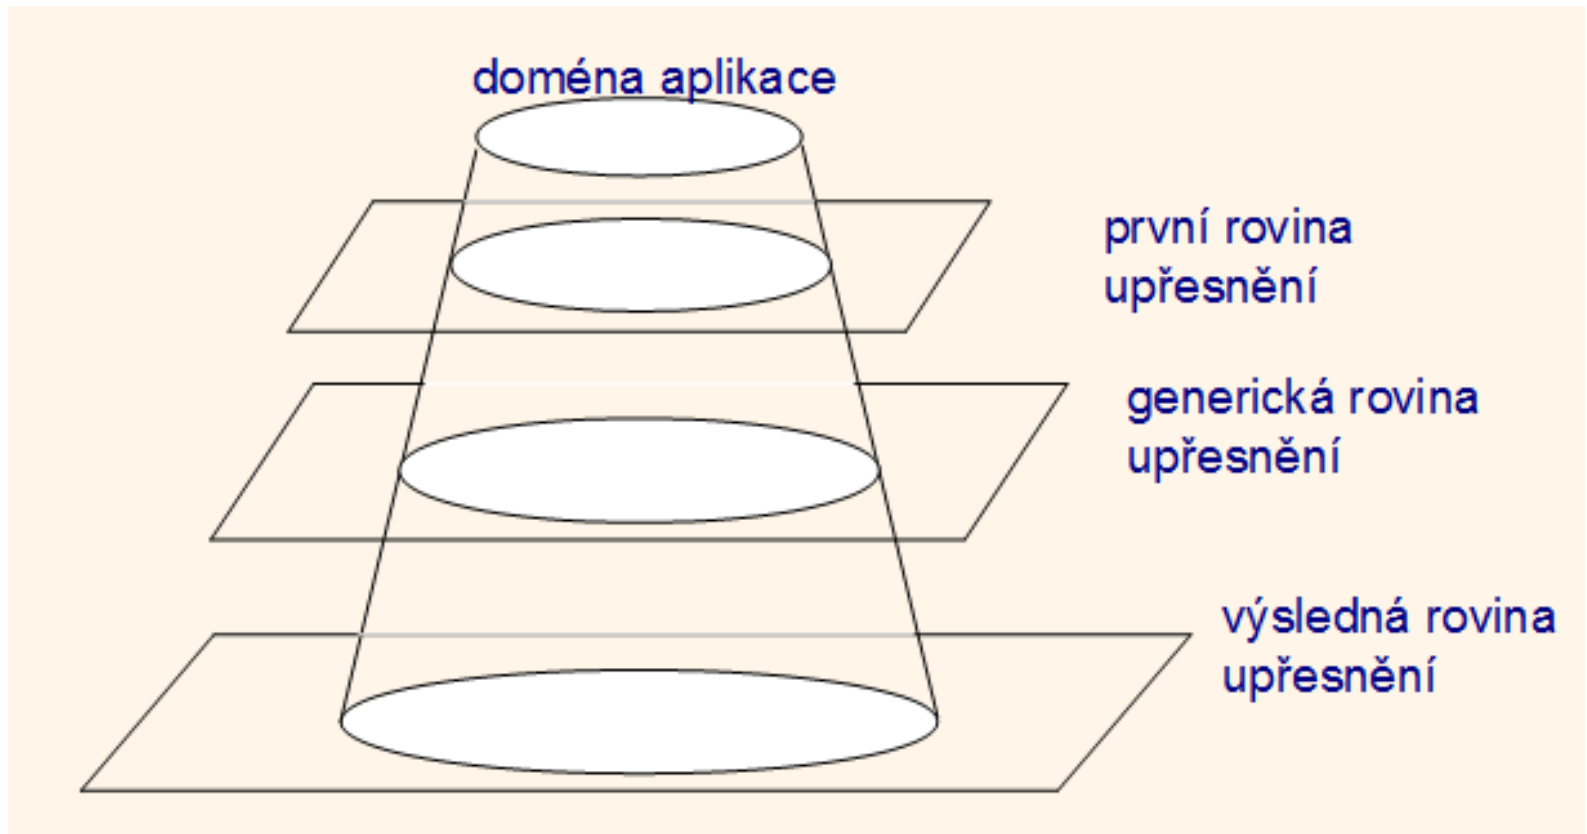 doména aplikace
první rovina
upřesnění
generická rovina
upřesnění
výsledná rovina
upřesnění